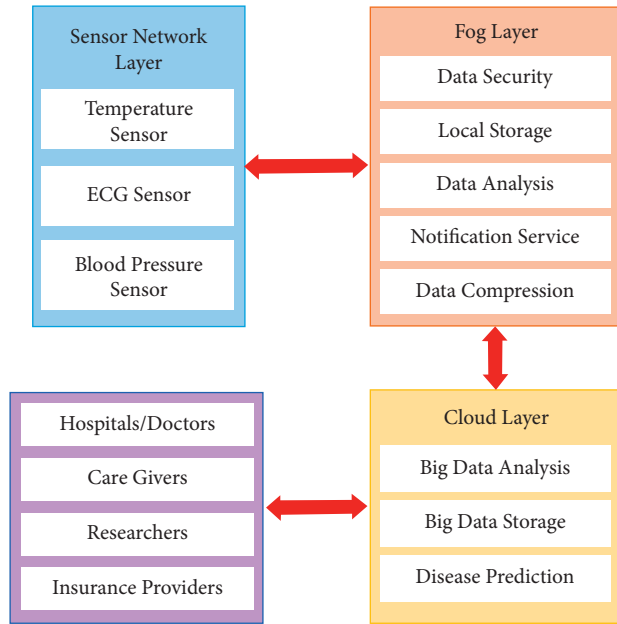 Sensor Network
Layer
Temperature
Sensor
ECG Sensor
Blood Pressure
Sensor
Fog Layer
Data Security
Local Storage
Data Analysis
Notification Service
Data Compression
Hospitals/Doctors
Care Givers
Researchers
Insurance Providers
Cloud Layer
Big Data Analysis
Big Data Storage
Disease Prediction